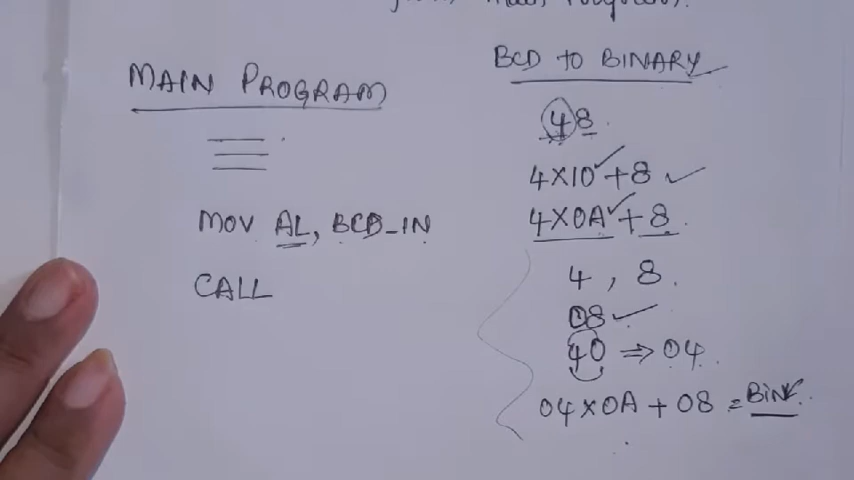 MAIN PROGRAM
MOV AL, BCD_IN
CALL
BCD TO BINARY
48.
4X10+8
4X0A+8.
4, 8.
08
40 ⇒ 04.
04X0A + 08 =